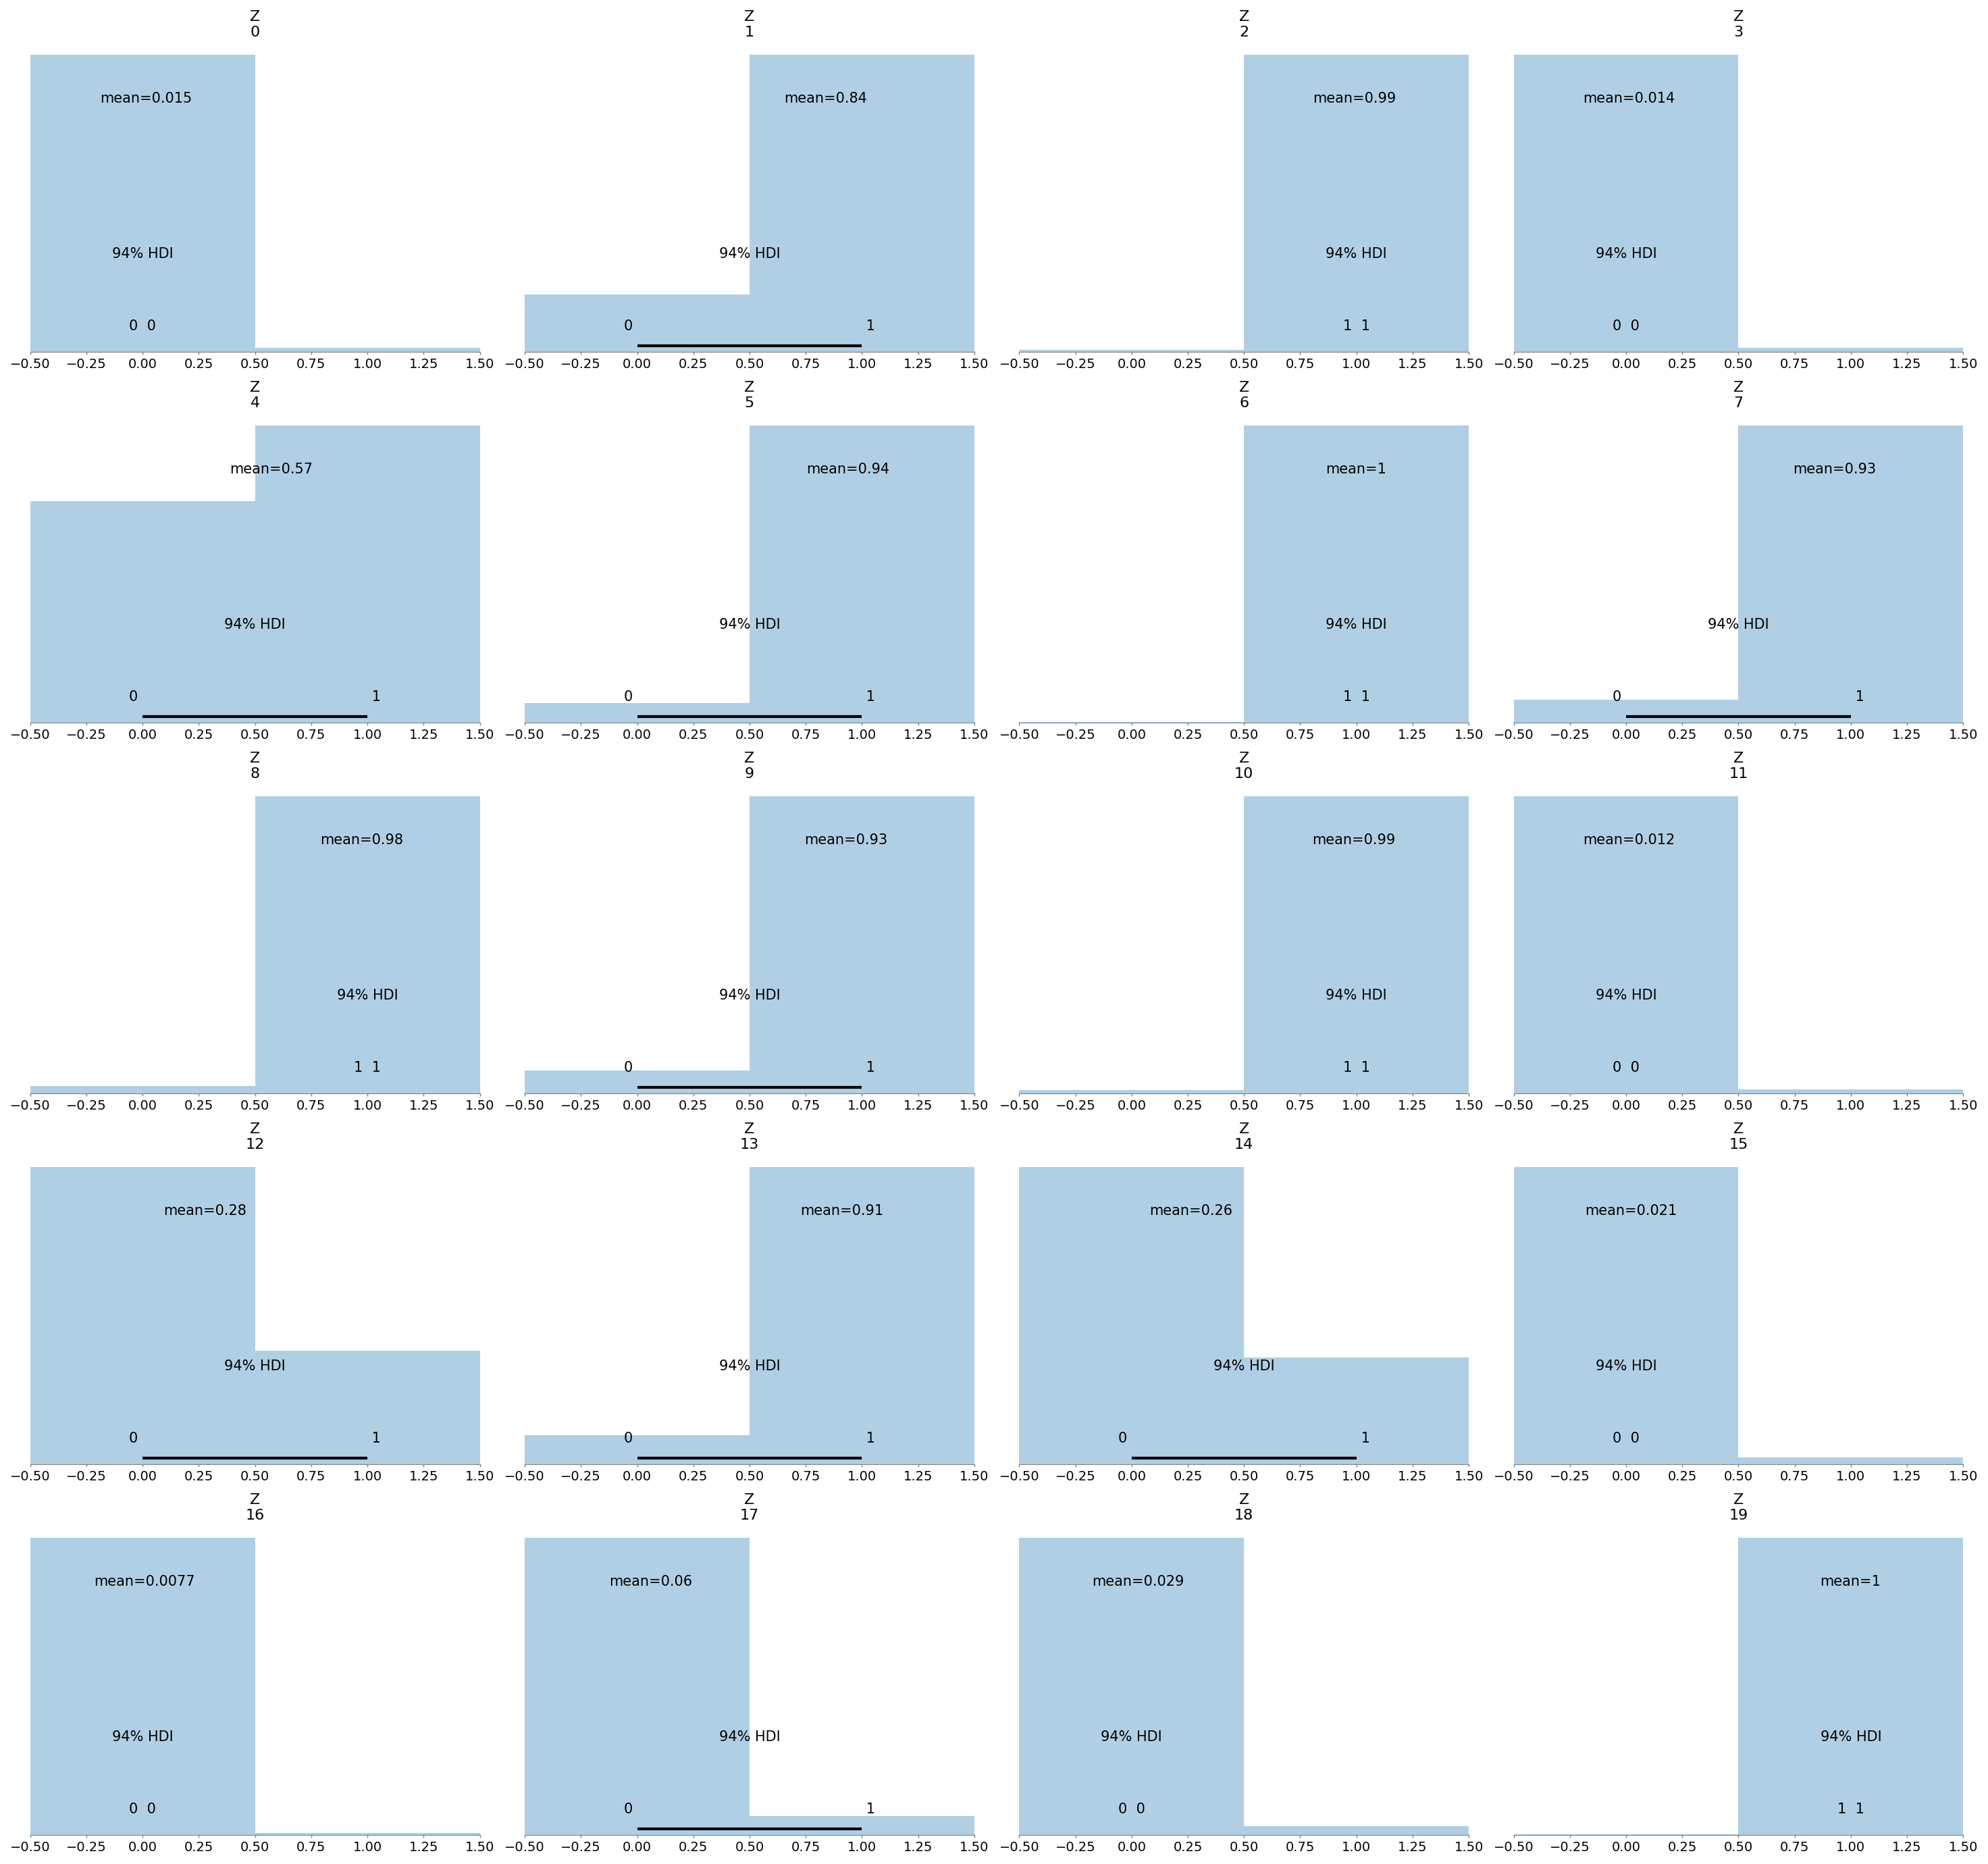 Z Z Z Z
0 1 2 3
mean=0.015 mean=0.84 mean=0.99 mean=0.014
94% HDI 94% HDI 94% HDI 94% HDI
0 0 0 1 1 1 0 0
−0.50 −0.25 0.00 0.25 0.50 0.75 1.00 1.25 1.50 −0.50 −0.25 0.00 0.25 0.50 0.75 1.00 1.25 1.50 −0.50 −0.25 0.00 0.25 0.50 0.75 1.00 1.25 1.50 −0.50 −0.25 0.00 0.25 0.50 0.75 1.00 1.25 1.50
Z Z Z Z
4 5 6 7
mean=0.57 mean=0.94 mean=1 mean=0.93
94% HDI 94% HDI 94% HDI 94% HDI
0 1 0 1 1 1 0 1
−0.50 −0.25 0.00 0.25 0.50 0.75 1.00 1.25 1.50 −0.50 −0.25 0.00 0.25 0.50 0.75 1.00 1.25 1.50 −0.50 −0.25 0.00 0.25 0.50 0.75 1.00 1.25 1.50 −0.50 −0.25 0.00 0.25 0.50 0.75 1.00 1.25 1.50
Z Z Z Z
8 9 10 11
mean=0.98 mean=0.93 mean=0.99 mean=0.012
94% HDI 94% HDI 94% HDI 94% HDI
1 1 0 1 1 1 0 0
−0.50 −0.25 0.00 0.25 0.50 0.75 1.00 1.25 1.50 −0.50 −0.25 0.00 0.25 0.50 0.75 1.00 1.25 1.50 −0.50 −0.25 0.00 0.25 0.50 0.75 1.00 1.25 1.50 −0.50 −0.25 0.00 0.25 0.50 0.75 1.00 1.25 1.50
Z Z Z Z
12 13 14 15
mean=0.28 mean=0.91 mean=0.26 mean=0.021
94% HDI 94% HDI 94% HDI 94% HDI
0 1 0 1 0 1 0 0
−0.50 −0.25 0.00 0.25 0.50 0.75 1.00 1.25 1.50 −0.50 −0.25 0.00 0.25 0.50 0.75 1.00 1.25 1.50 −0.50 −0.25 0.00 0.25 0.50 0.75 1.00 1.25 1.50 −0.50 −0.25 0.00 0.25 0.50 0.75 1.00 1.25 1.50
Z Z Z Z
16 17 18 19
mean=0.0077 mean=0.06 mean=0.029 mean=1
94% HDI 94% HDI 94% HDI 94% HDI
0 0 0 1 0 0 1 1
−0.50 −0.25 0.00 0.25 0.50 0.75 1.00 1.25 1.50 −0.50 −0.25 0.00 0.25 0.50 0.75 1.00 1.25 1.50 −0.50 −0.25 0.00 0.25 0.50 0.75 1.00 1.25 1.50 −0.50 −0.25 0.00 0.25 0.50 0.75 1.00 1.25 1.50